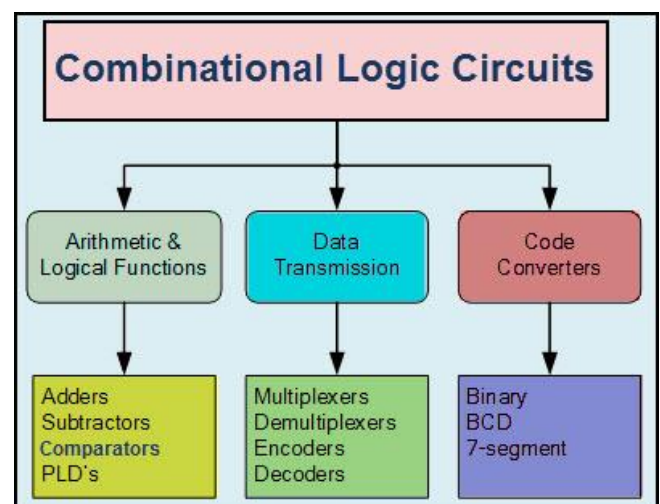 Combinational Logic Circuits
Arithmetic &
Logical Functions
Data
Transmission
Code
Converters
Adders
Subtractors
Comparators
PLD's
Multiplexers
Demultiplexers
Encoders
Decoders
Binary
BCD
7-segment